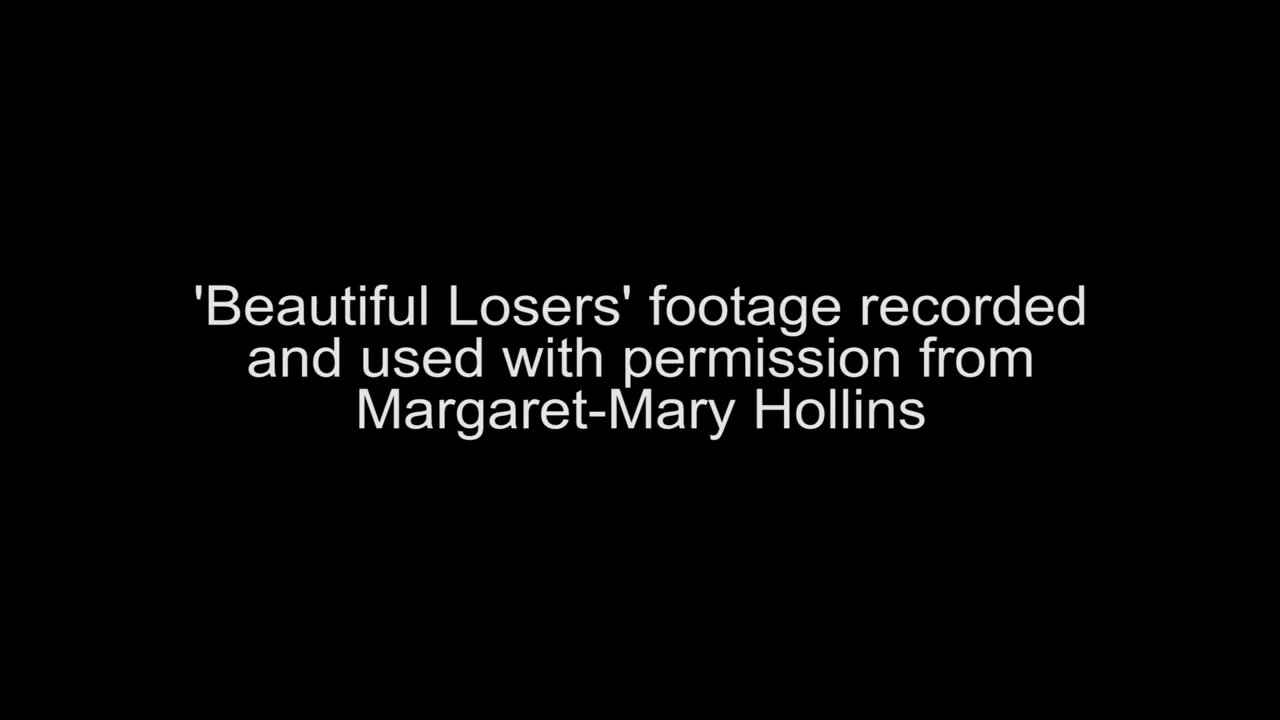 'Beautiful Losers' footage recorded
and used with permission from
Margaret-Mary Hollins